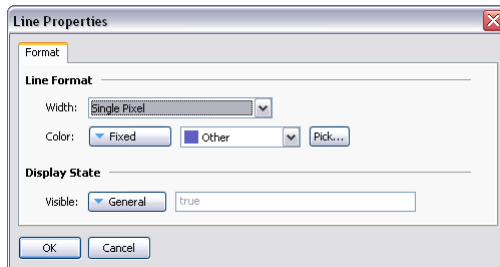 Line Properties
Format
Line Format
Width: Single Pixel
Color: Fixed Other Pick...
Display State
Visible: General true
OK Cancel